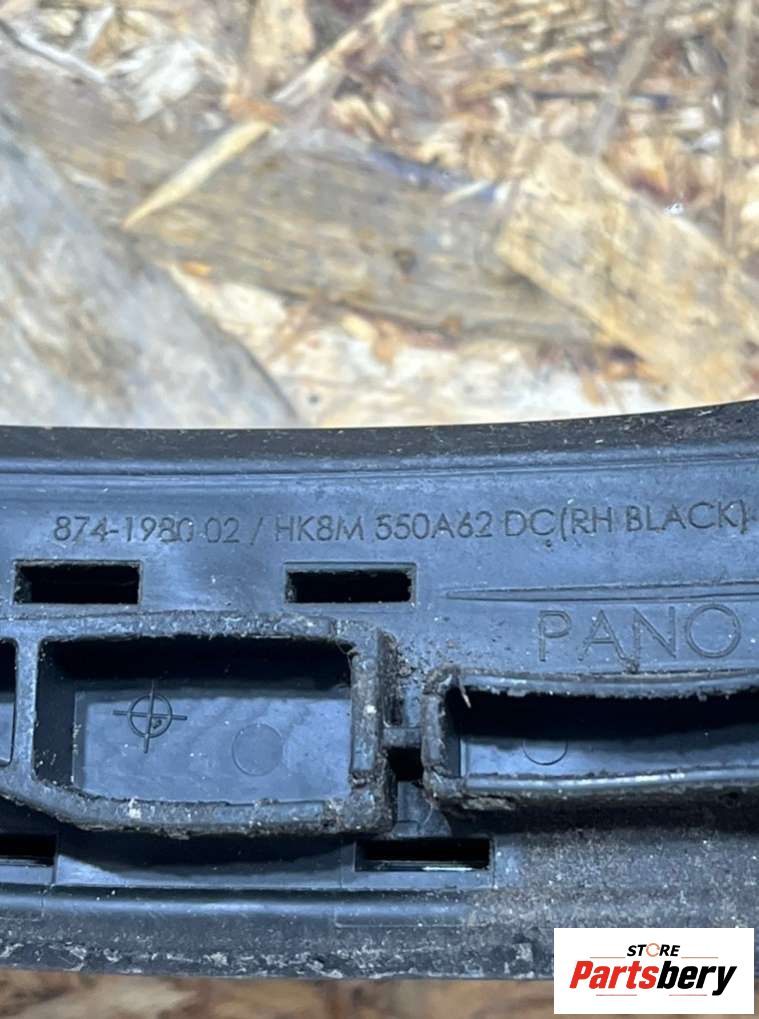 874-1980 02 / HK8M 550A62 DC(RH BLACK)
PANO
STORE
Partsbery